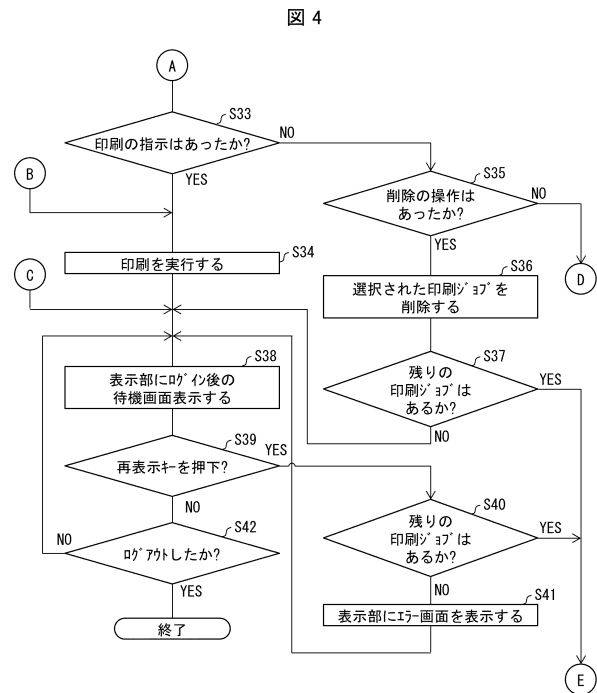 図 4
A
S33
印刷の指示はあったか?
NO
YES
B
S35
削除の操作は
あったか?
NO
YES
D
S34
印刷を実行する
C
S36
選択された印刷ｼﾞｮﾌﾞを
削除する
S38
表示部にﾛｸﾞｲﾝ後の
待機画面表示する
S37
残りの
印刷ｼﾞｮﾌﾞは
あるか?
YES
NO
S39
再表示ｷｰを押下?
YES
NO
S40
残りの
印刷ｼﾞｮﾌﾞは
あるか?
YES
NO
S42
ﾛｸﾞｱｳﾄしたか?
NO
YES
S41
表示部にｴﾗｰ画面を表示する
終了
E